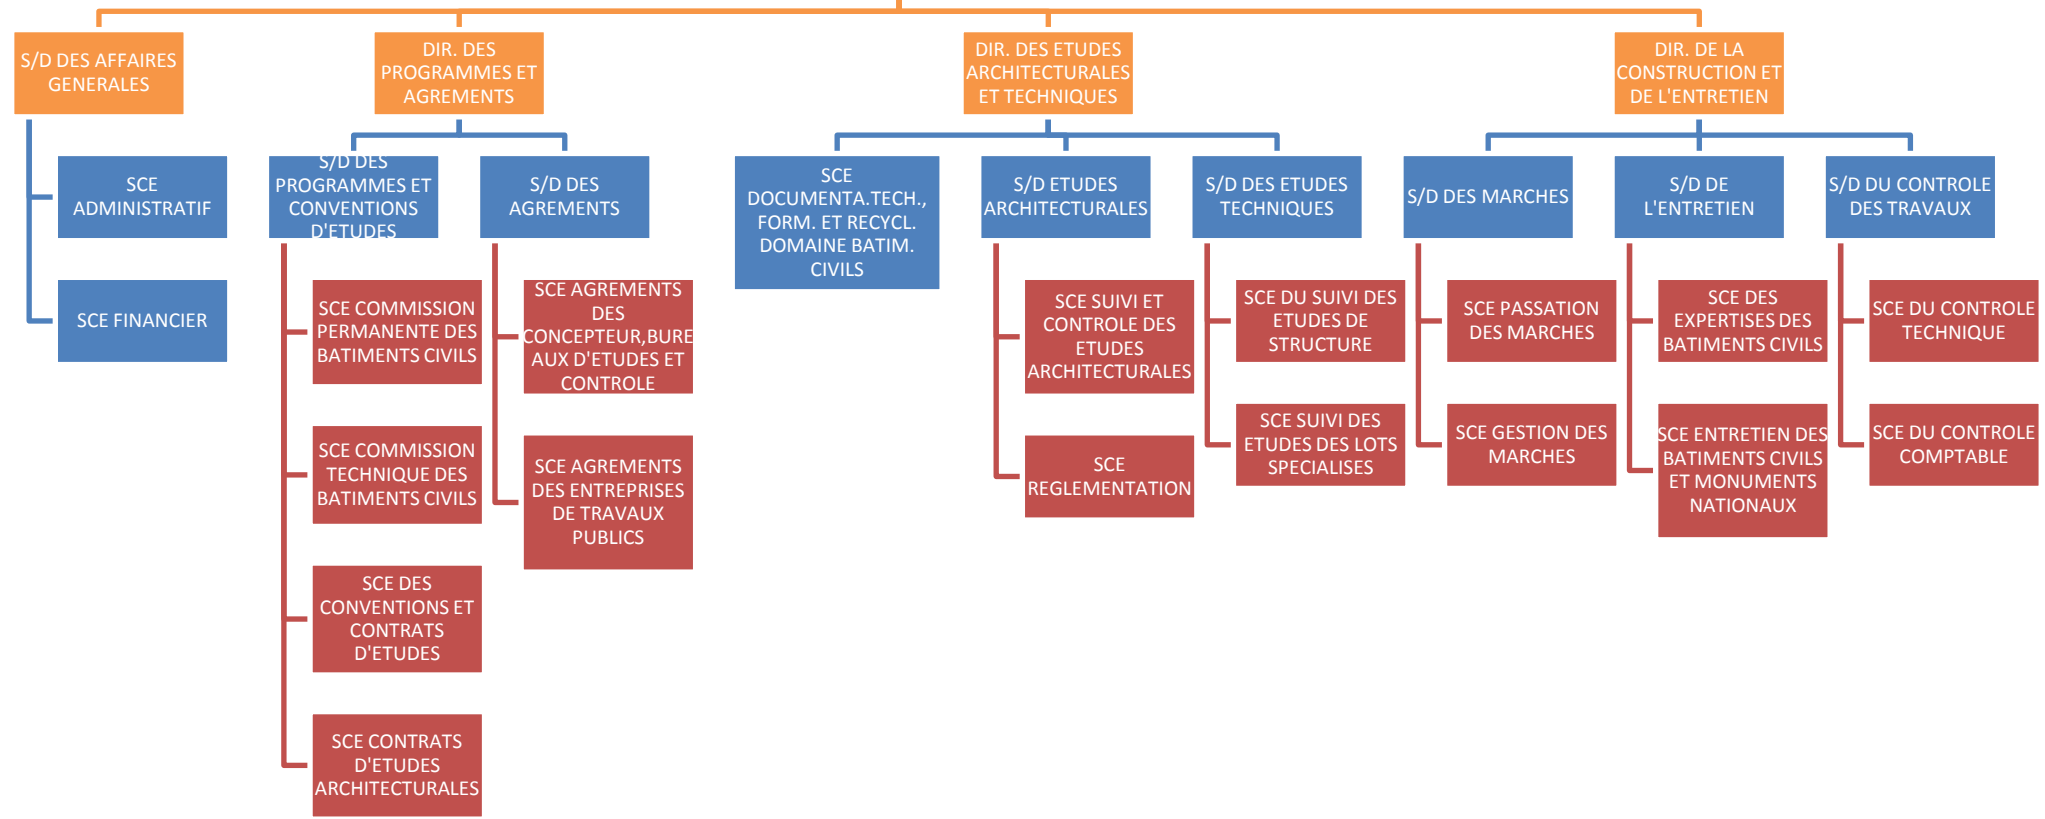 S/D DES AFFAIRES
GENERALES
DIR. DES
PROGRAMMES ET
AGREMENTS
DIR. DES ETUDES
ARCHITECTURALES
ET TECHNIQUES
DIR. DE LA
CONSTRUCTION ET
DE L'ENTRETIEN
SCE
ADMINISTRATIF
SCE FINANCIER
S/D DES
PROGRAMMES ET
CONVENTIONS
D'ETUDES
S/D DES
AGREMENTS
SCE
DOCUMENTA.TECH.,
FORM. ET RECYCL.
DOMAINE BATIM.
CIVILS
S/D ETUDES
ARCHITECTURALES
S/D DES ETUDES
TECHNIQUES
S/D DES MARCHES
S/D DE
L'ENTRETIEN
S/D DU CONTROLE
DES TRAVAUX
SCE COMMISSION
PERMANENTE DES
BATIMENTS CIVILS
SCE COMMISSION
TECHNIQUE DES
BATIMENTS CIVILS
SCE DES
CONVENTIONS ET
CONTRATS
D'ETUDES
SCE CONTRATS
D'ETUDES
ARCHITECTURALES
SCE AGREMENTS
DES
CONCEPTEUR,BURE
AUX D'ETUDES ET
CONTROLE
SCE AGREMENTS
DES ENTREPRISES
DE TRAVAUX
PUBLICS
SCE SUIVI ET
CONTROLE DES
ETUDES
ARCHITECTURALES
SCE
REGLEMENTATION
SCE DU SUIVI DES
ETUDES DE
STRUCTURE
SCE SUIVI DES
ETUDES DES LOTS
SPECIALISES
SCE PASSATION
DES MARCHES
SCE GESTION DES
MARCHES
SCE DES
EXPERTISES DES
BATIMENTS CIVILS
SCE ENTRETIEN DES
BATIMENTS CIVILS
ET MONUMENTS
NATIONAUX
SCE DU CONTROLE
TECHNIQUE
SCE DU CONTROLE
COMPTABLE